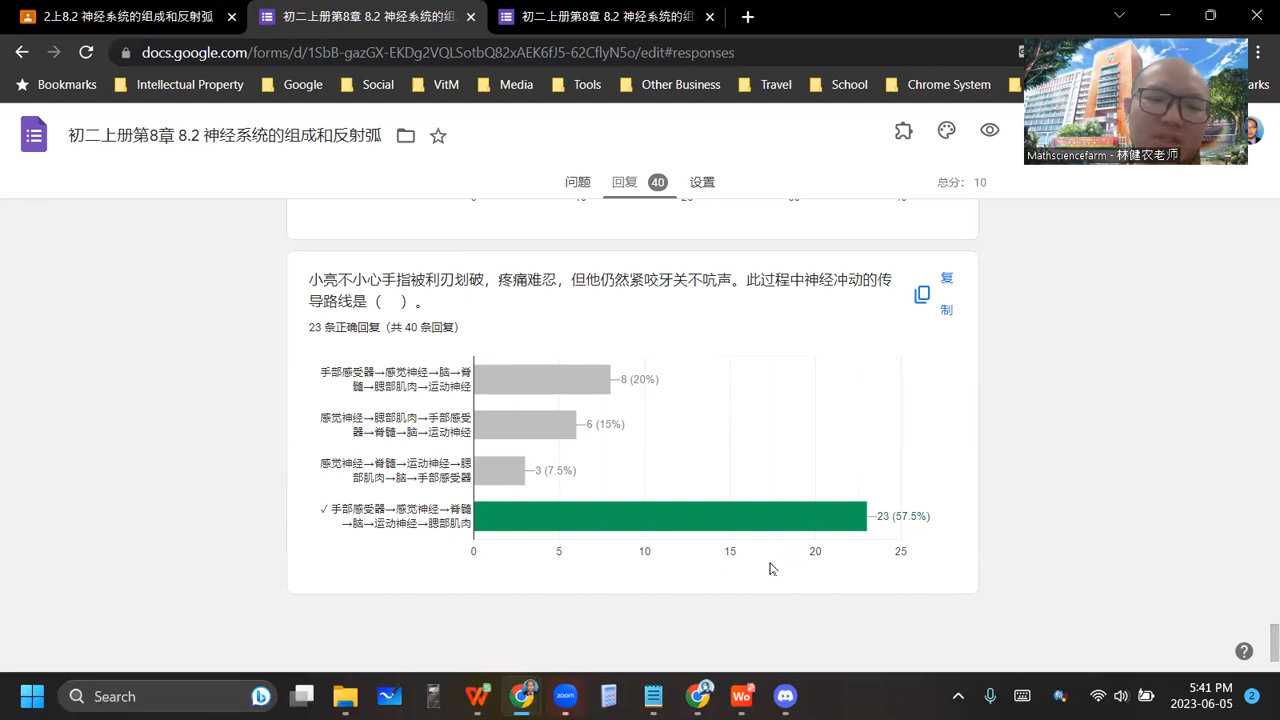 2上8.2 神经系统的组成和反射弧
初二上册第8章 8.2 神经系统的组
初二上册第8章 8.2 神经系统的组
Bookmarks
Intellectual Property
Google
VitM
Media
Tools
Other Business
Travel
School
Chrome System
初二上册第8章 8.2 神经系统的组成和反射弧
Mathsciencefarm - 林健农老师
问题
回复 40
设置
总分： 10
小亮不小心手指被利刃划破，疼痛难忍，但他仍然紧咬牙关不吭声。此过程中神经冲动的传
导路线是（ ）。
复
制
23 条正确回复（共 40 条回复）
手部感受器→感觉神经→脑→脊
髓→腮部肌肉→运动神经
8 (20%)
感觉神经→腮部肌肉→手部感受
器→脊髓→脑→运动神经
6 (15%)
感觉神经→脊髓→运动神经→腮
部肌肉→脑→手部感受器
3 (7.5%)
✓ 手部感受器→感觉神经→脊髓
→脑→运动神经→腮部肌肉
23 (57.5%)
0 5 10 15 20 25
Search
zoom
5:41 PM
2023-06-05
2